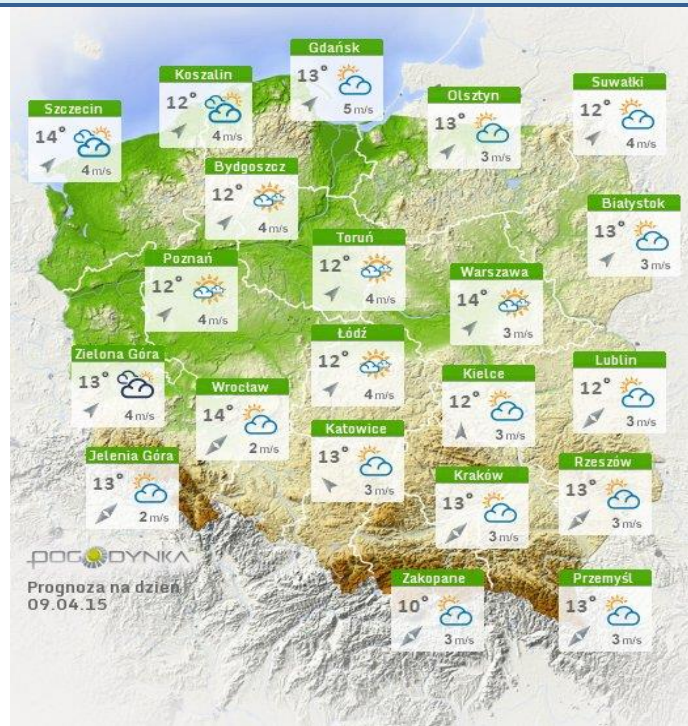 Gdańsk
13°
5 m/s
Koszalin
12°
4 m/s
Suwałki
12°
4 m/s
Olsztyn
13°
3 m/s
Szczecin
14°
4 m/s
Bydgoszcz
12°
4 m/s
Białystok
13°
3 m/s
Toruń
12°
4 m/s
Poznań
12°
4 m/s
Warszawa
14°
3 m/s
Łódź
12°
4 m/s
Zielona Góra
13°
4 m/s
Lublin
12°
3 m/s
Kielce
12°
3 m/s
Wrocław
14°
2 m/s
Katowice
13°
3 m/s
Jelenia Góra
13°
2 m/s
Rzeszów
13°
3 m/s
Kraków
13°
3 m/s
POGODYNKA
Prognoza na dzień
09.04.15
Zakopane
10°
3 m/s
Przemyśl
13°
3 m/s